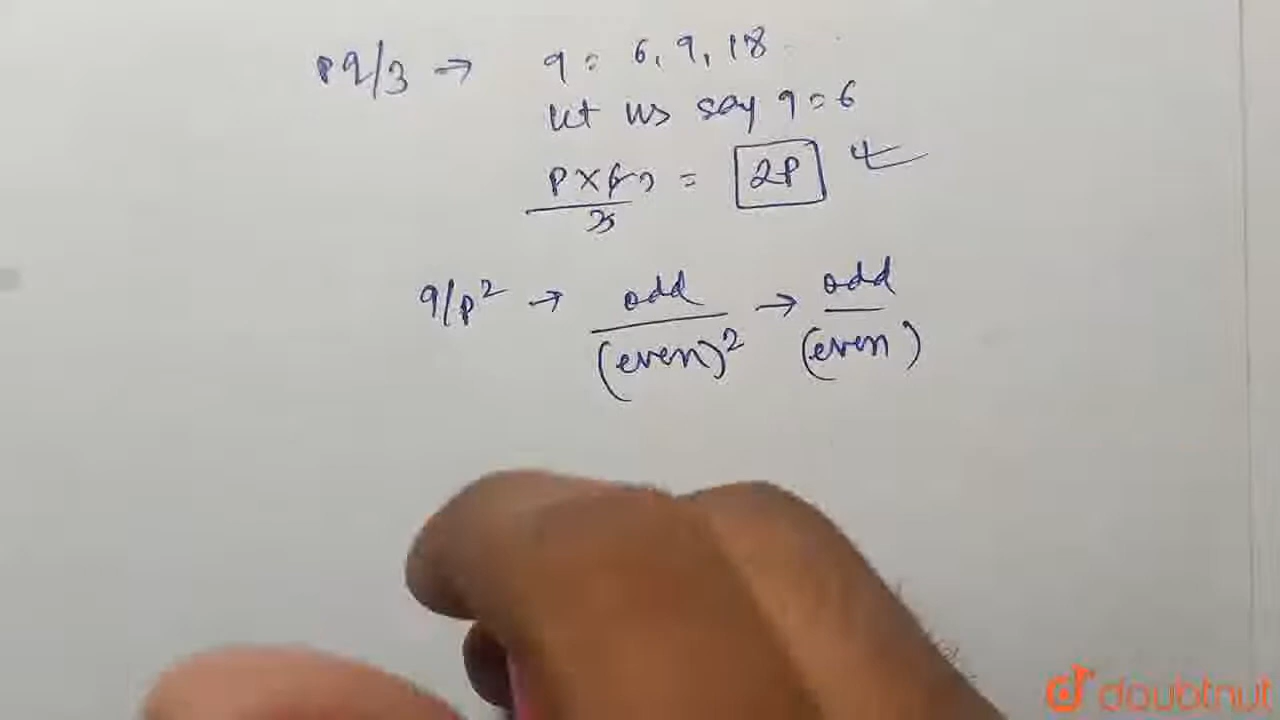 pq/3 → q = 6, 9, 18
let us say q = 6
p×6/3 = 2P
q/p² → odd/(even)² → odd/(even)
doubtnut